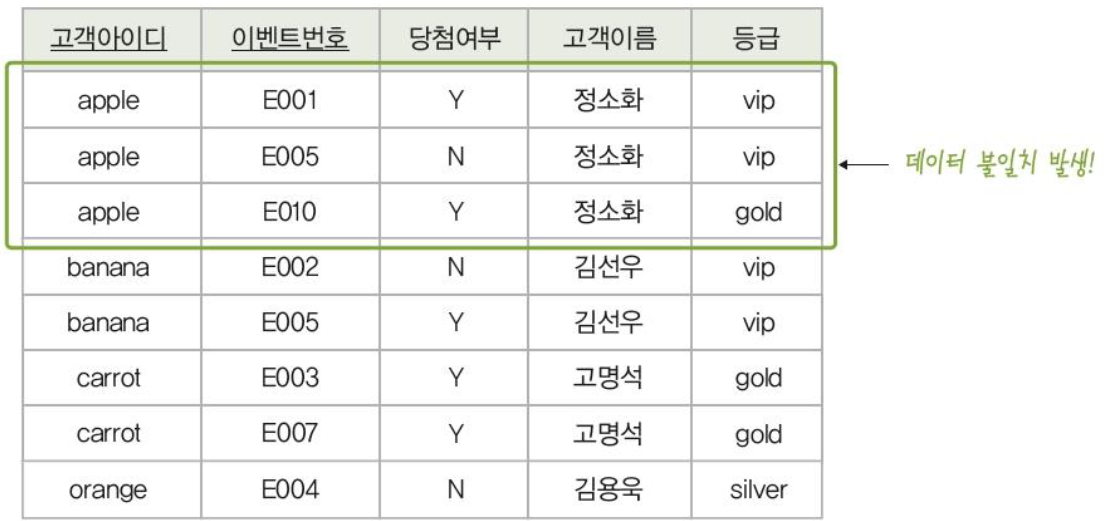 고객아이디 이벤트번호 당첨여부 고객이름 등급
apple E001 Y 정소화 vip
apple E005 N 정소화 vip
데이터 불일치 발생!
apple E010 Y 정소화 gold
banana E002 N 김선우 vip
banana E005 Y 김선우 vip
carrot E003 Y 고명석 gold
carrot E007 Y 고명석 gold
orange E004 N 김용욱 silver